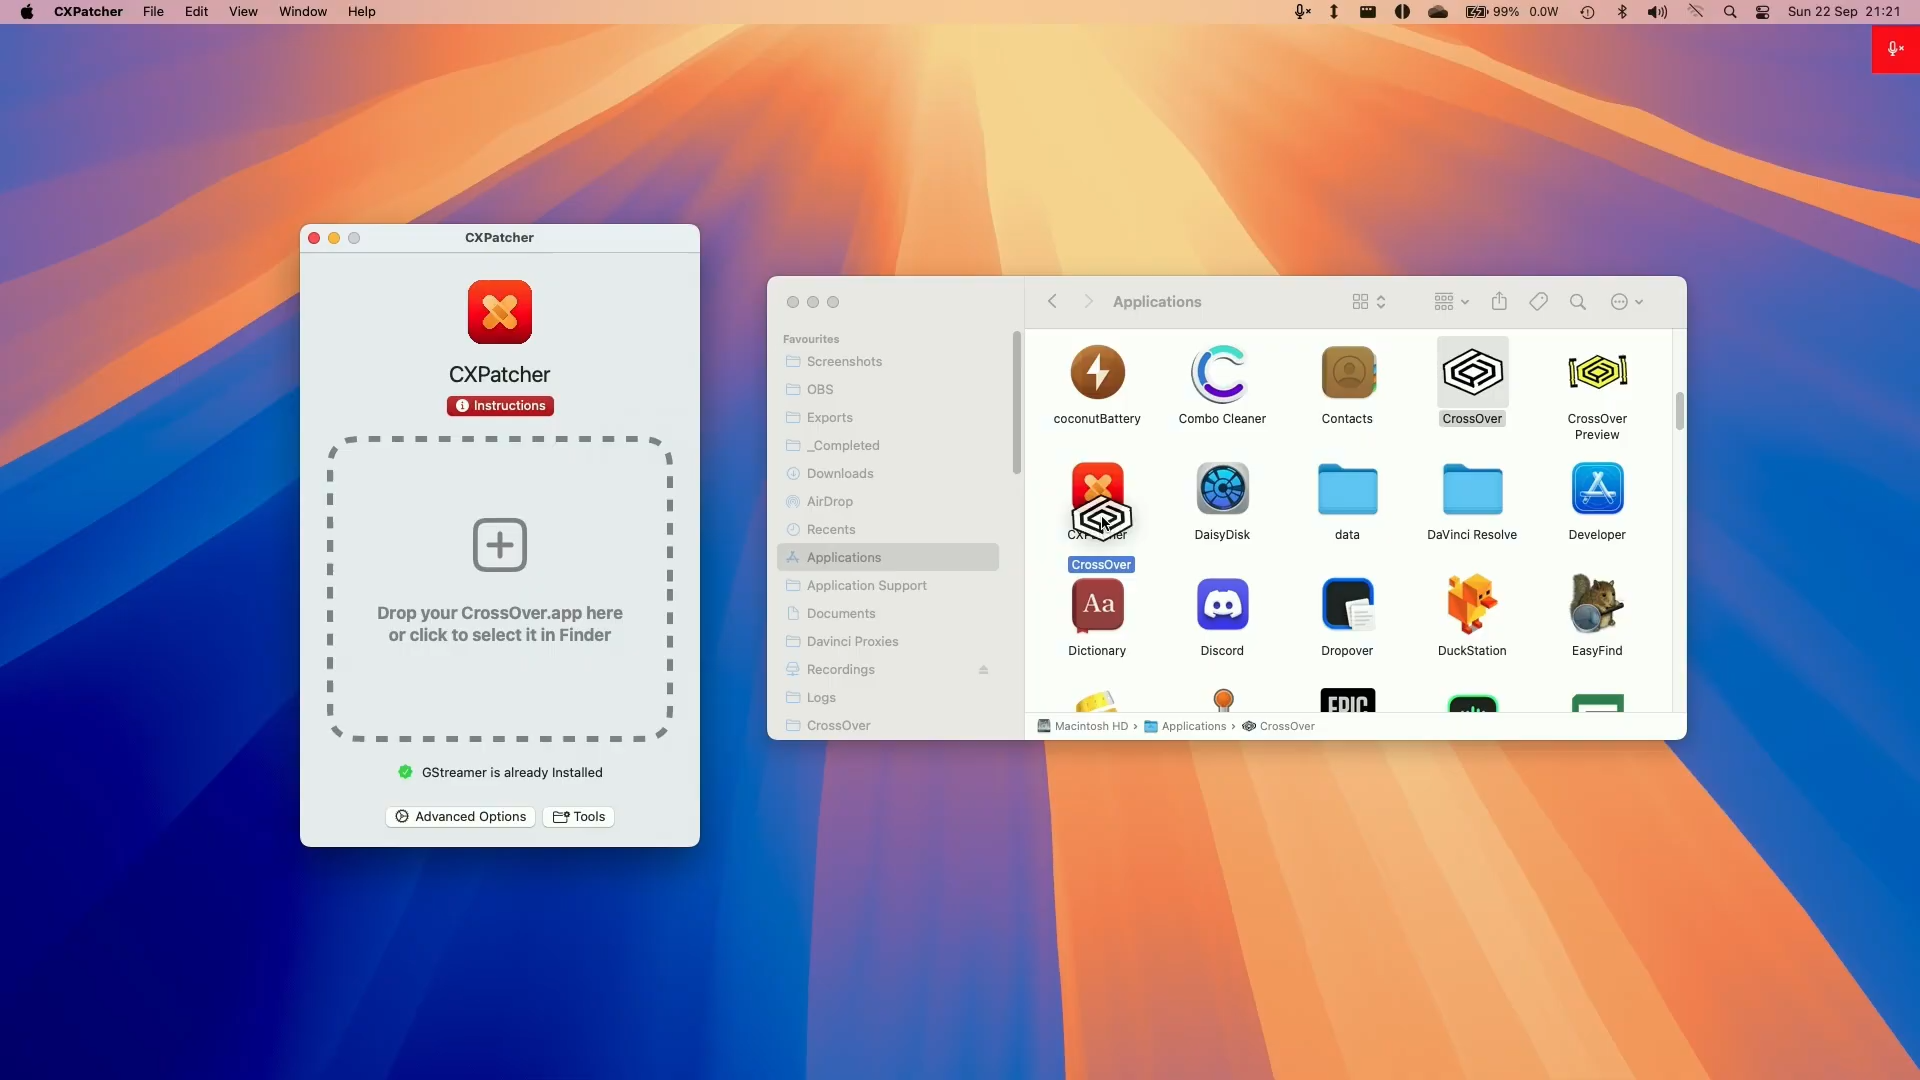 CXPatcher File Edit View Window Help
99% 0.0W Sun 22 Sep 21:21
CXPatcher
CXPatcher
Instructions
Drop your CrossOver.app here
or click to select it in Finder
GStreamer is already Installed
Advanced Options Tools
Applications
Favourites
Screenshots
OBS
Exports
_Completed
Downloads
AirDrop
Recents
Applications
Application Support
Documents
Davinci Proxies
Recordings
Logs
CrossOver
coconutBattery Combo Cleaner Contacts CrossOver CrossOver
Preview
CXPatcher DaisyDisk data DaVinci Resolve Developer
CrossOver
Aa
Dictionary Discord Dropover DuckStation EasyFind
EPIC
Macintosh HD › Applications › CrossOver